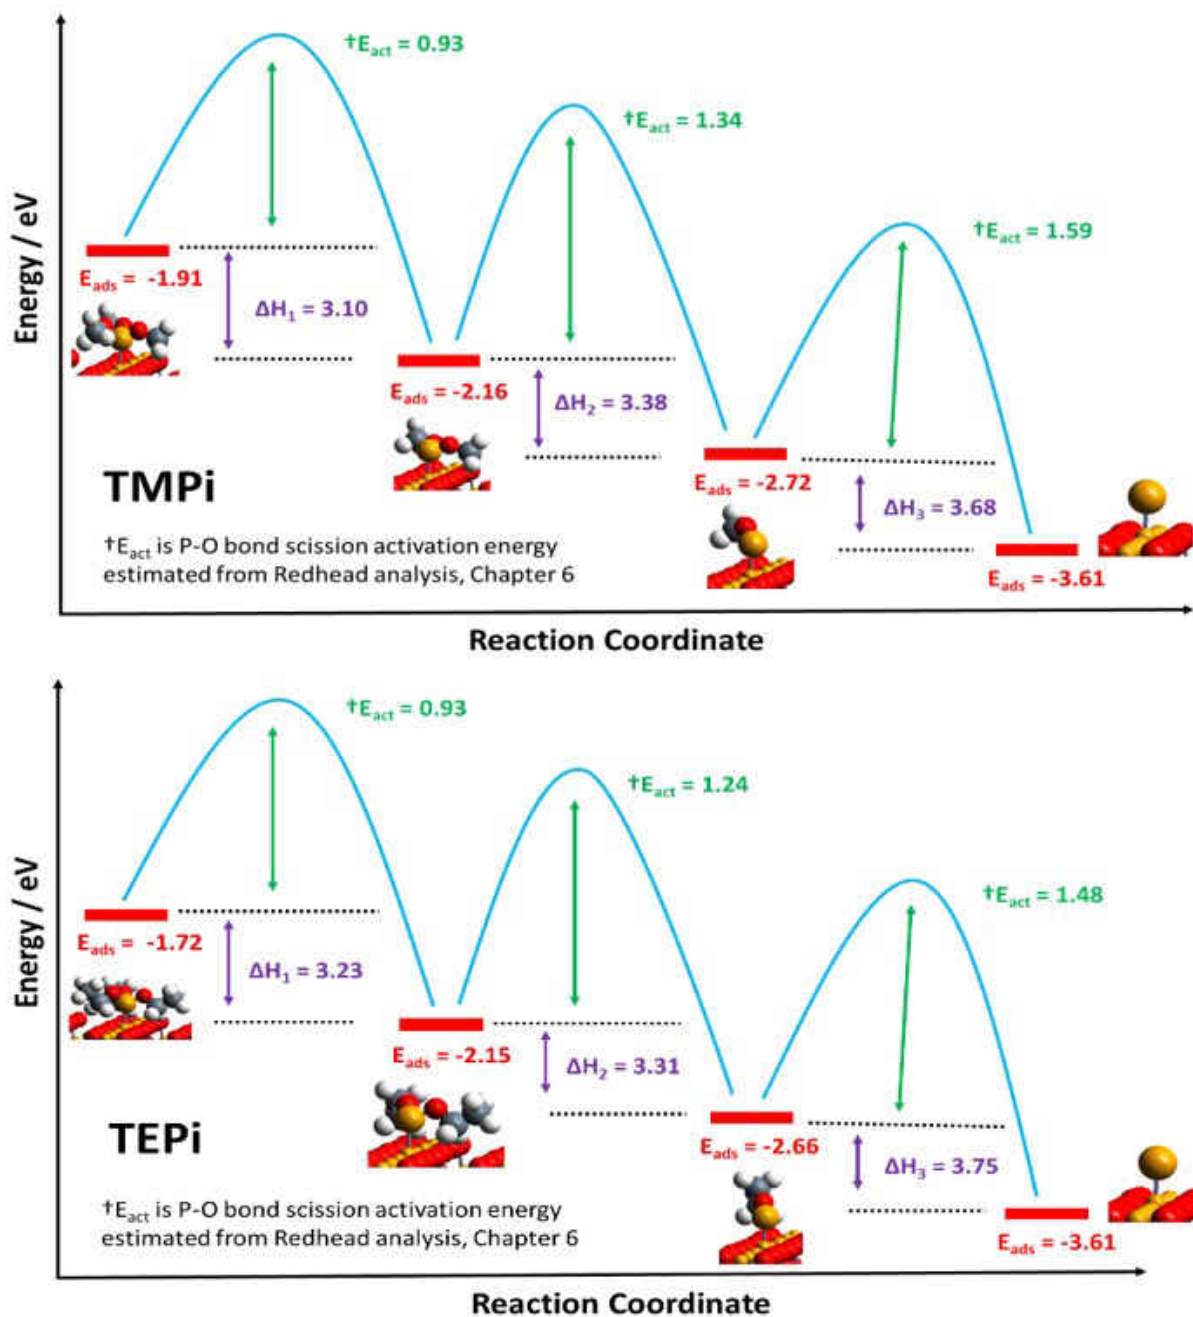 †Eact = 0.93
†Eact = 1.34
†Eact = 1.59
Energy / eV
Eads = -1.91
ΔH1 = 3.10
Eads = -2.16
ΔH2 = 3.38
Eads = -2.72
ΔH3 = 3.68
Eads = -3.61
TMPi
†Eact is P-O bond scission activation energy
estimated from Redhead analysis, Chapter 6
Reaction Coordinate
†Eact = 0.93
†Eact = 1.24
†Eact = 1.48
Energy / eV
Eads = -1.72
ΔH1 = 3.23
Eads = -2.15
ΔH2 = 3.31
Eads = -2.66
ΔH3 = 3.75
Eads = -3.61
TEPi
†Eact is P-O bond scission activation energy
estimated from Redhead analysis, Chapter 6
Reaction Coordinate